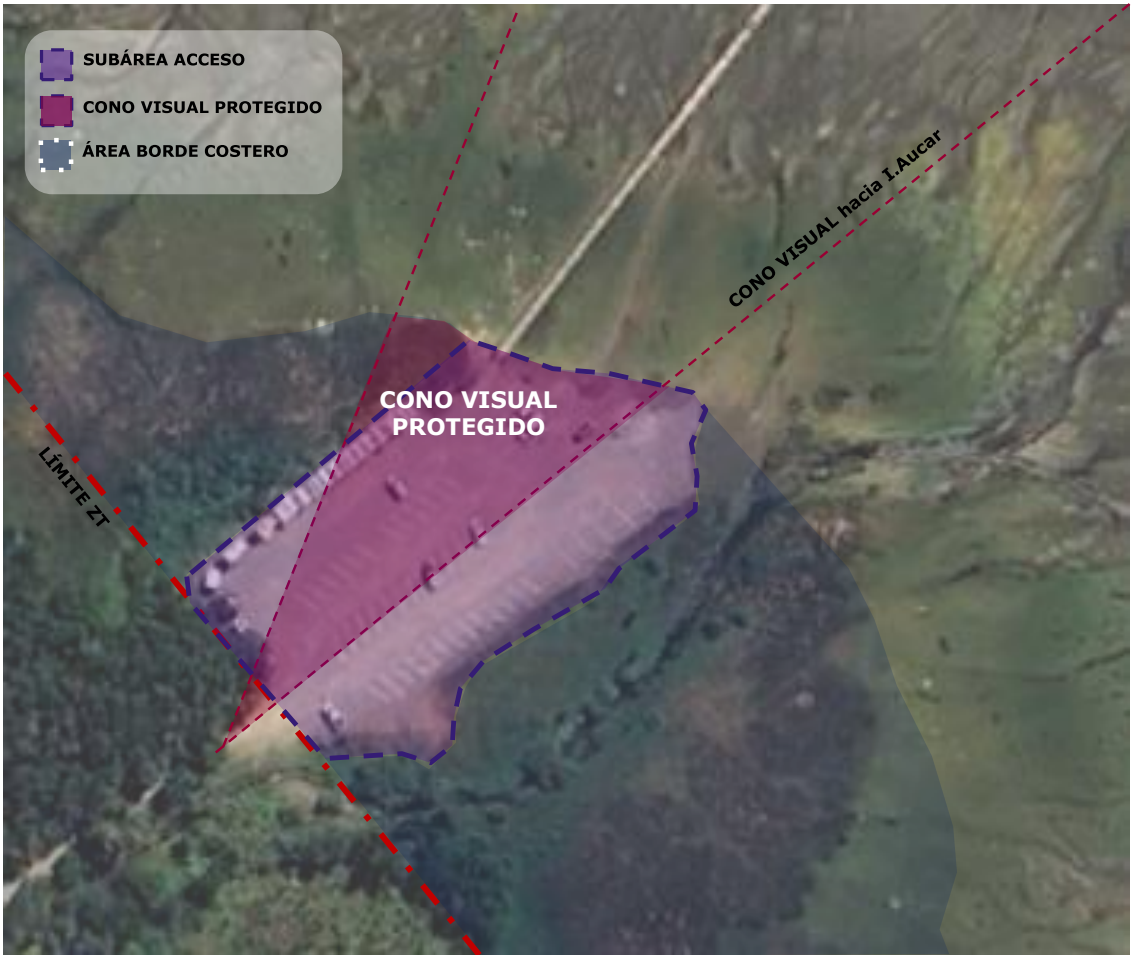 SUBÁREA ACCESO
CONO VISUAL PROTEGIDO
ÁREA BORDE COSTERO
CONO VISUAL hacia I.Aucar
CONO VISUAL
PROTEGIDO
LÍMITE ZT